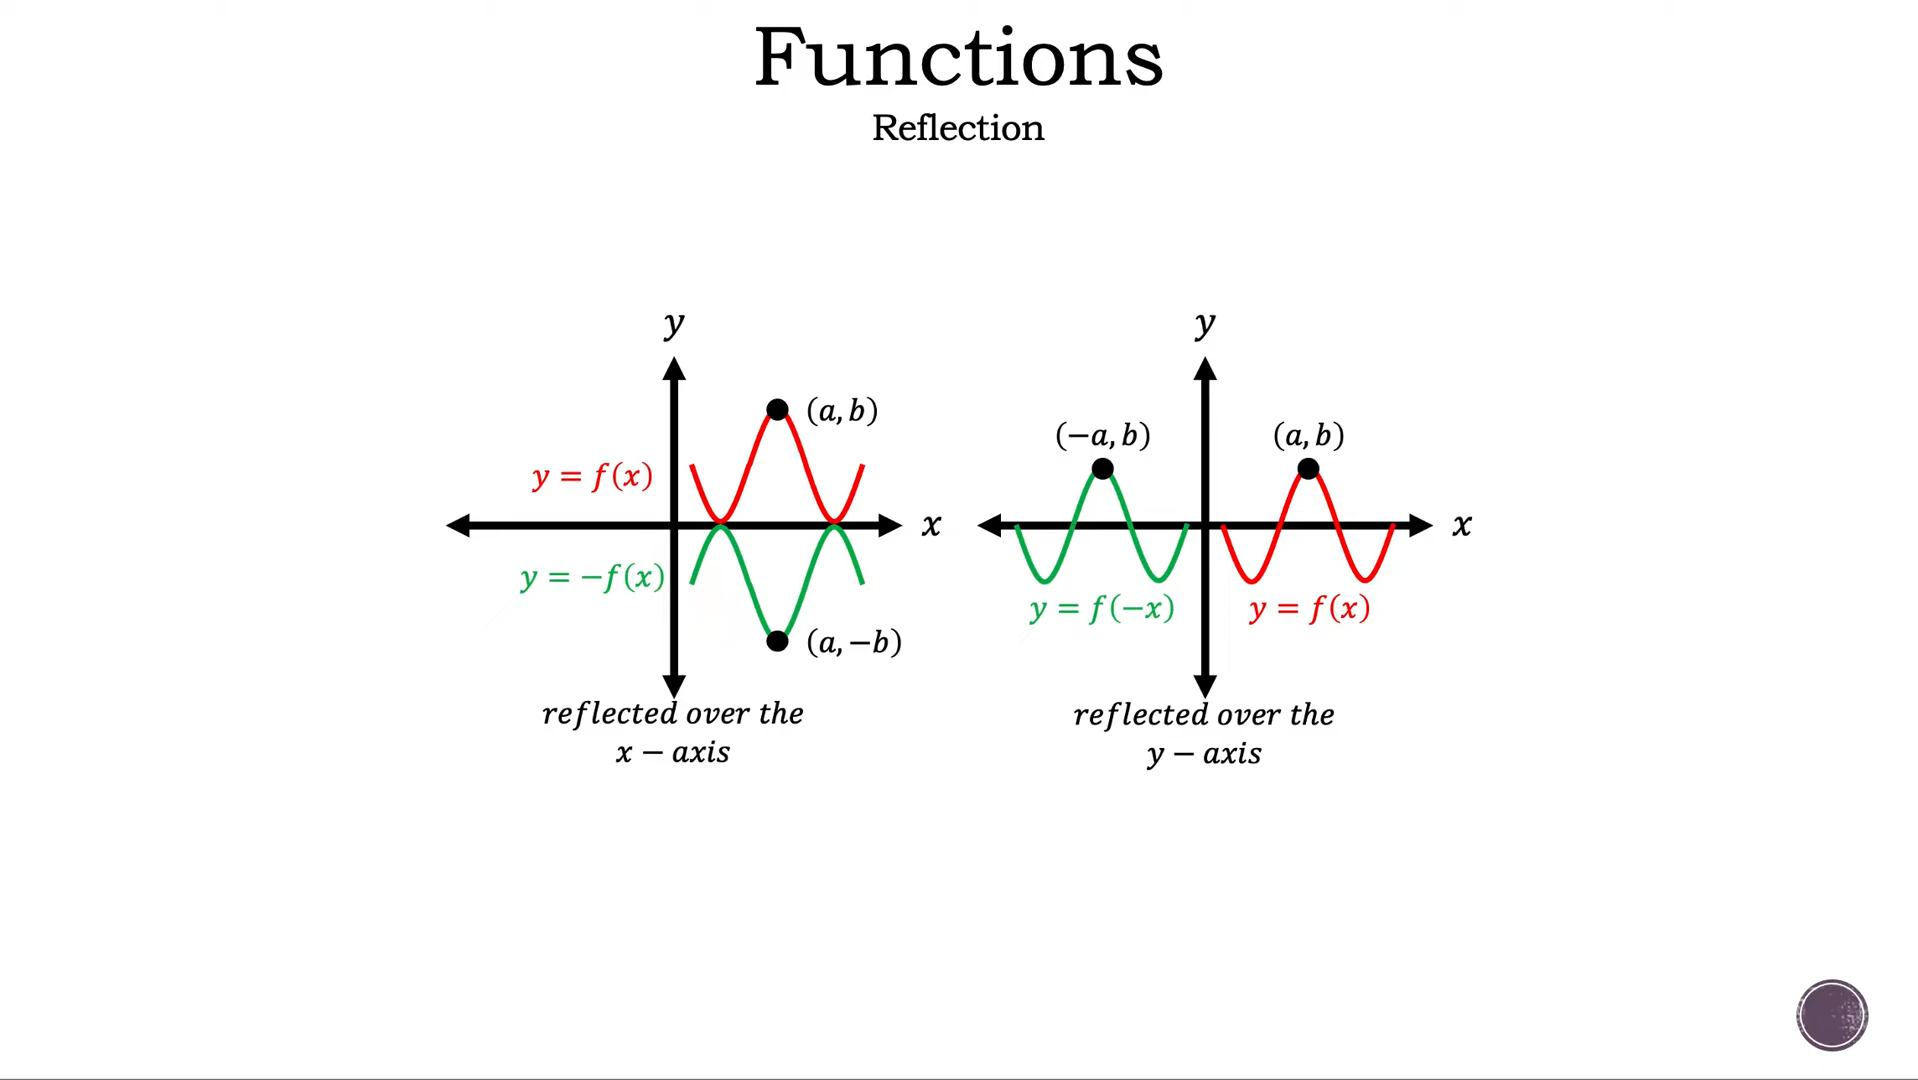 Functions
Reflection
y
(a, b)
y = f(x)
x
y = −f(x)
(a, −b)
reflected over the
x − axis
y
(−a, b)
(a, b)
x
y = f(−x)
y = f(x)
reflected over the
y − axis